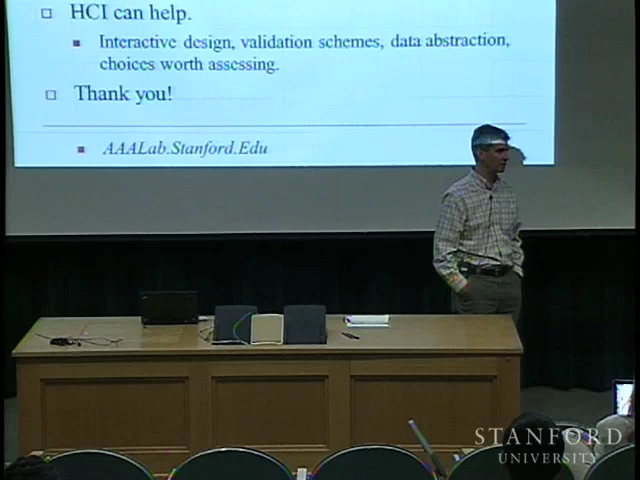 HCI can help.
Interactive design, validation schemes, data abstraction,
choices worth assessing.
Thank you!
AAALab.Stanford.Edu
STANFORD
UNIVERSITY